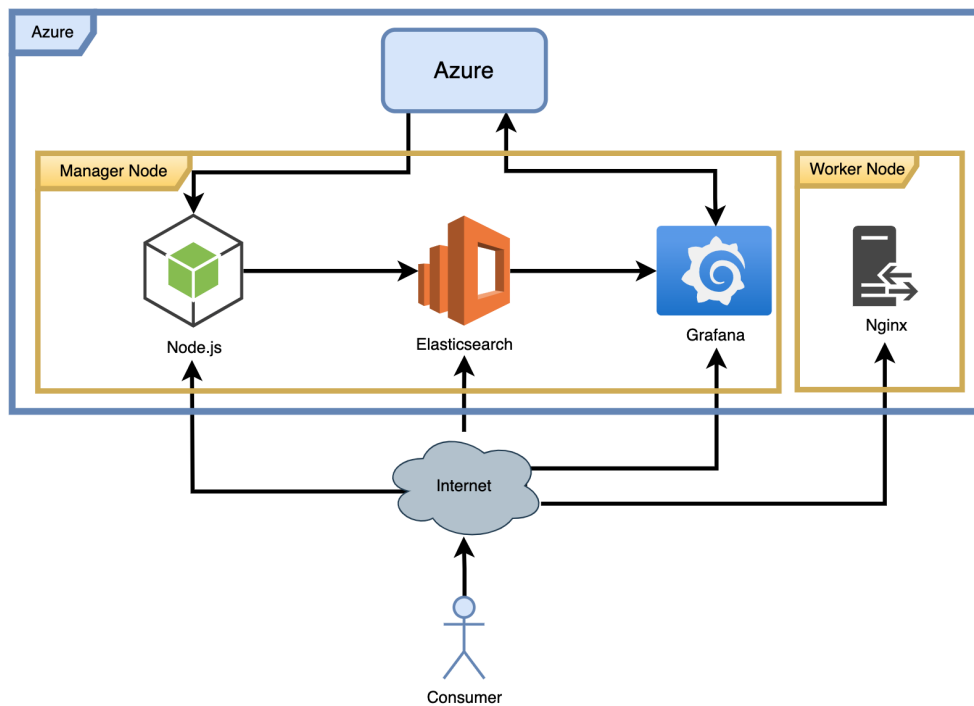 Azure
Azure
Manager Node
Worker Node
Node.js
Elasticsearch
Grafana
Nginx
Internet
Consumer